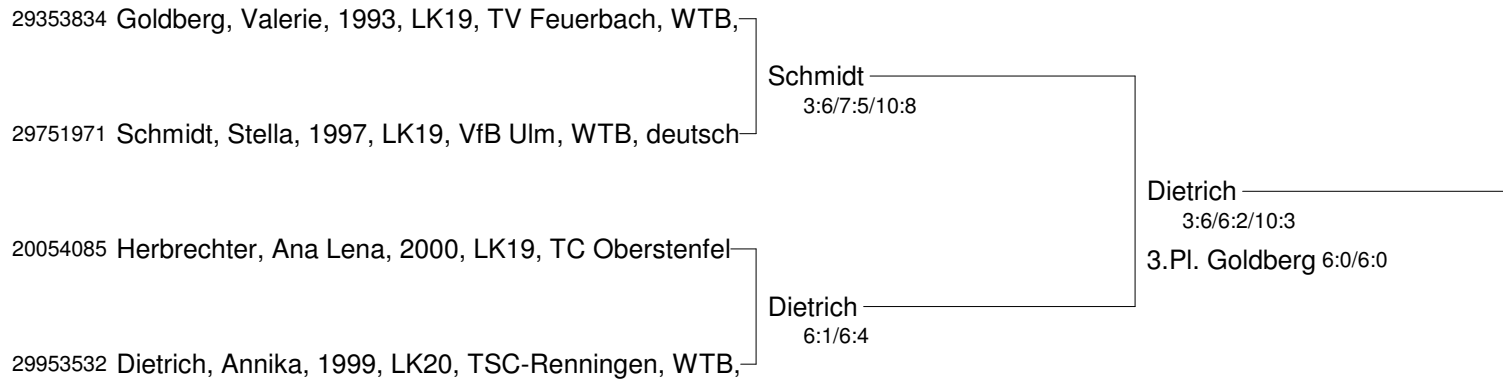 29353834 Goldberg, Valerie, 1993, LK19, TV Feuerbach, WTB,
Schmidt
3:6/7:5/10:8
29751971 Schmidt, Stella, 1997, LK19, VfB Ulm, WTB, deutsch
Dietrich
3:6/6:2/10:3
20054085 Herbrechter, Ana Lena, 2000, LK19, TC Oberstenfel
3.Pl. Goldberg 6:0/6:0
Dietrich
6:1/6:4
29953532 Dietrich, Annika, 1999, LK20, TSC-Renningen, WTB,